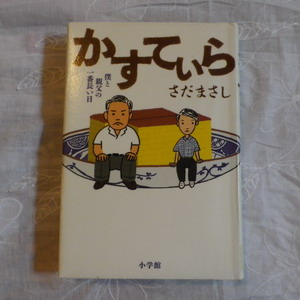 かすてぃら
さだまさし
僕と
親父の
一番長い日
小学館